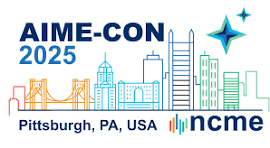 AIME-CON
2025
Pittsburgh, PA, USA
ncme